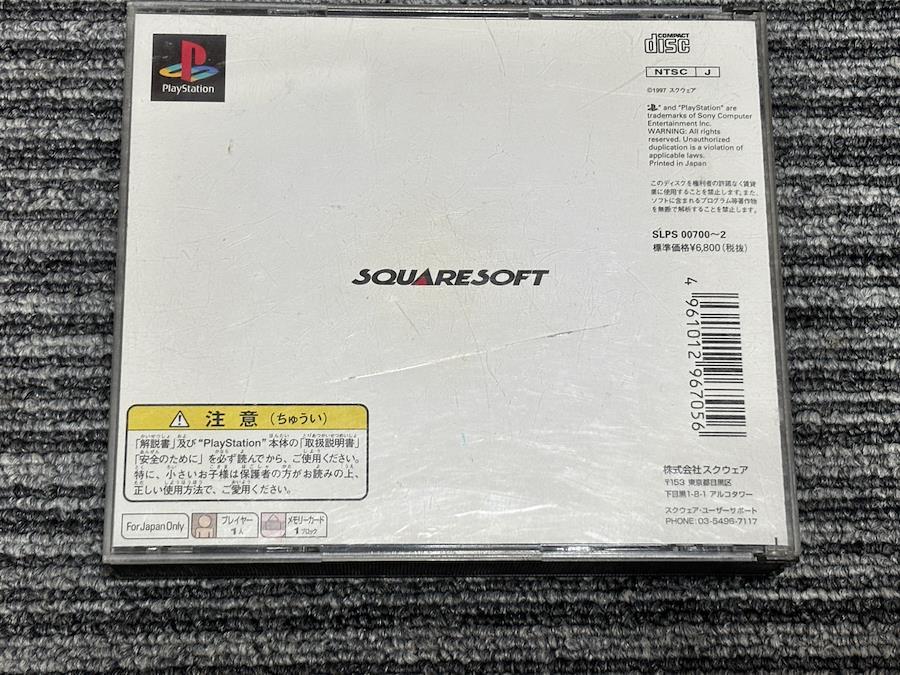 PlayStation
COMPACT
disc
NTSC J
©1997 スクウェア
"PS" and "PlayStation" are
trademarks of Sony Computer
Entertainment Inc.
WARNING: All rights
reserved. Unauthorized
duplication is a violation of
applicable laws.
Printed in Japan
このディスクを権利者の許諾なく賃貸
業に使用することを禁止します。また、
ソフトに含まれるプログラム等著作物
を無断で解析することを禁止します。
SLPS 00700〜2
標準価格¥6,800(税抜)
SQUARESOFT
4 961012 967056
注意(ちゅうい)
「解説書」及び"PlayStation"本体の「取扱説明書」
「安全のために」を必ず読んでから、ご使用ください。
特に、小さいお子様は保護者の方がお読みの上、
正しい使用方法で、ご愛用ください。
For Japan Only
プレイヤー
1人
メモリーカード
1ブロック
株式会社スクウェア
〒153 東京都目黒区
下目黒1-8-1 アルコタワー
スクウェア・ユーザーサポート
PHONE:03-5496-7117